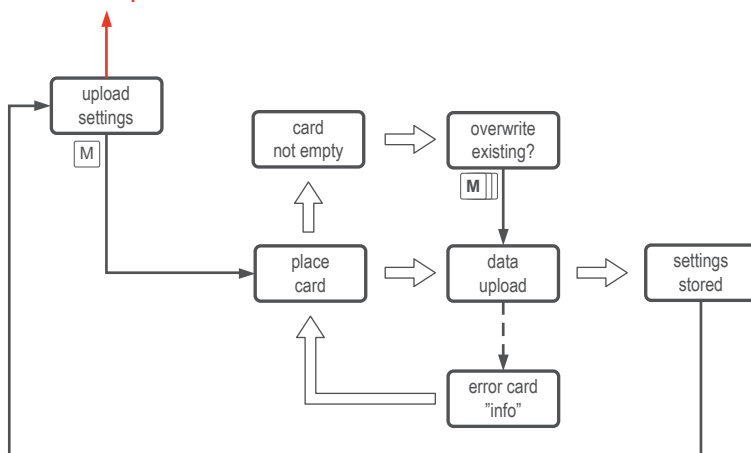 upload
settings
M
card
not empty
overwrite
existing?
M
place
card
data
upload
settings
stored
error card
"info"